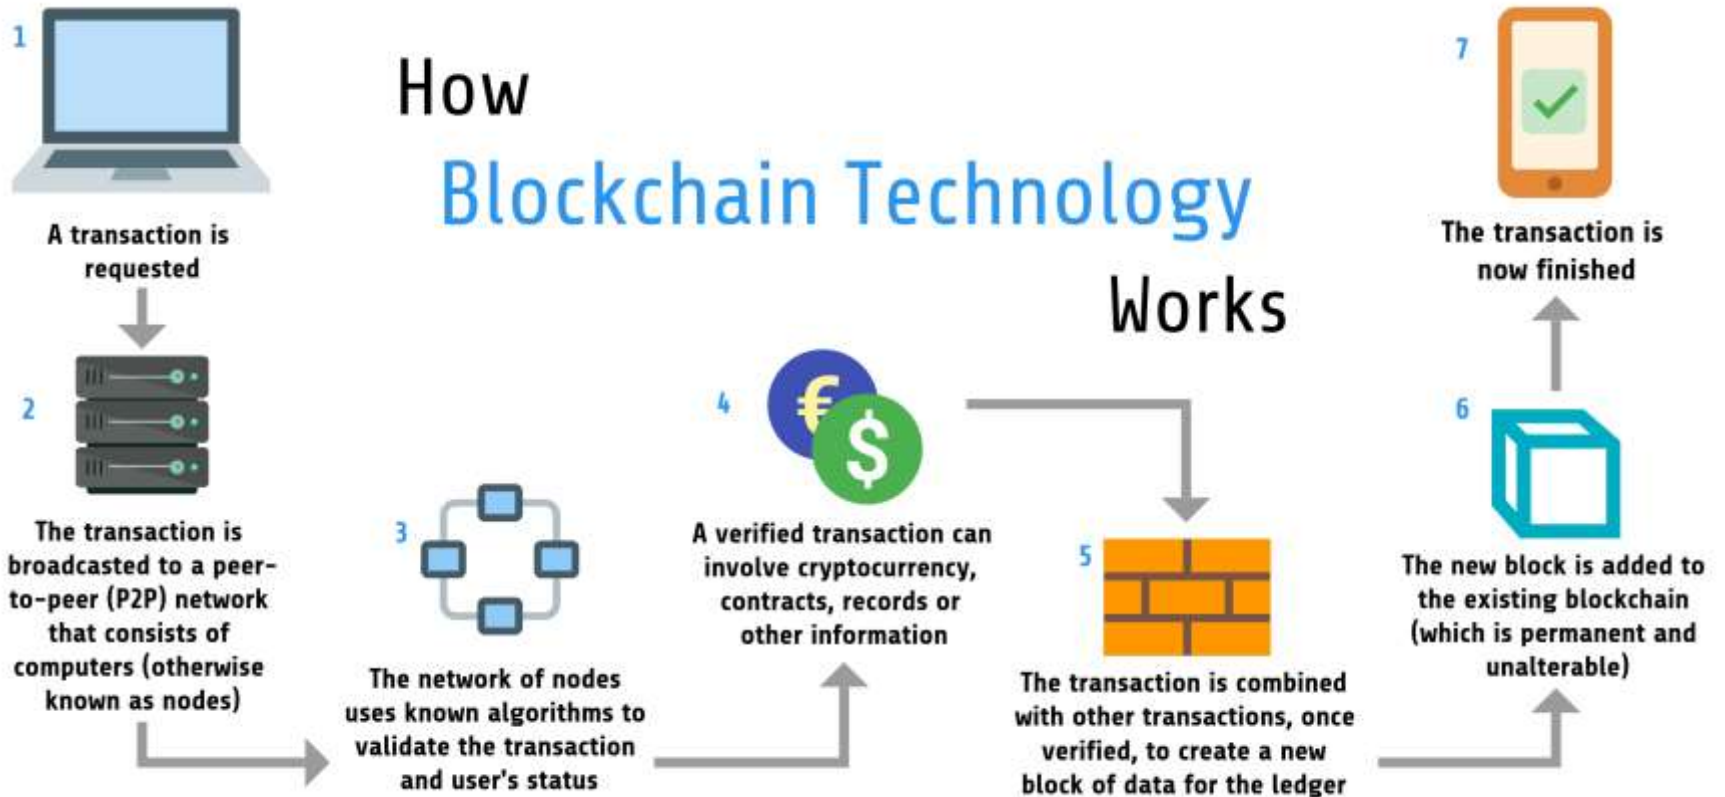 How
Blockchain Technology
Works
1
A transaction is
requested
2
The transaction is
broadcasted to a peer-
to-peer (P2P) network
that consists of
computers (otherwise
known as nodes)
3
The network of nodes
uses known algorithms to
validate the transaction
and user's status
4
€
$
A verified transaction can
involve cryptocurrency,
contracts, records or
other information
5
The transaction is combined
with other transactions, once
verified, to create a new
block of data for the ledger
6
The new block is added to
the existing blockchain
(which is permanent and
unalterable)
7
The transaction is
now finished